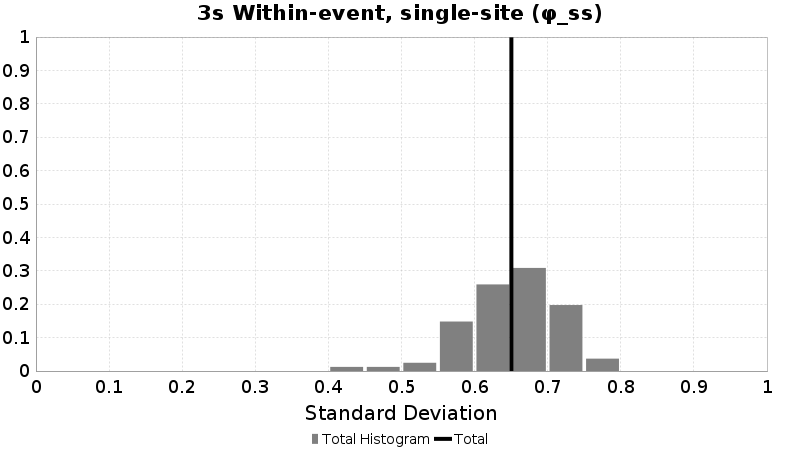 3s Within-event, single-site (φ_ss)
1
0.9
0.8
0.7
0.6
0.5
0.4
0.3
0.2
0.1
0
0 0.1 0.2 0.3 0.4 0.5 0.6 0.7 0.8 0.9 1
Standard Deviation
Total Histogram Total